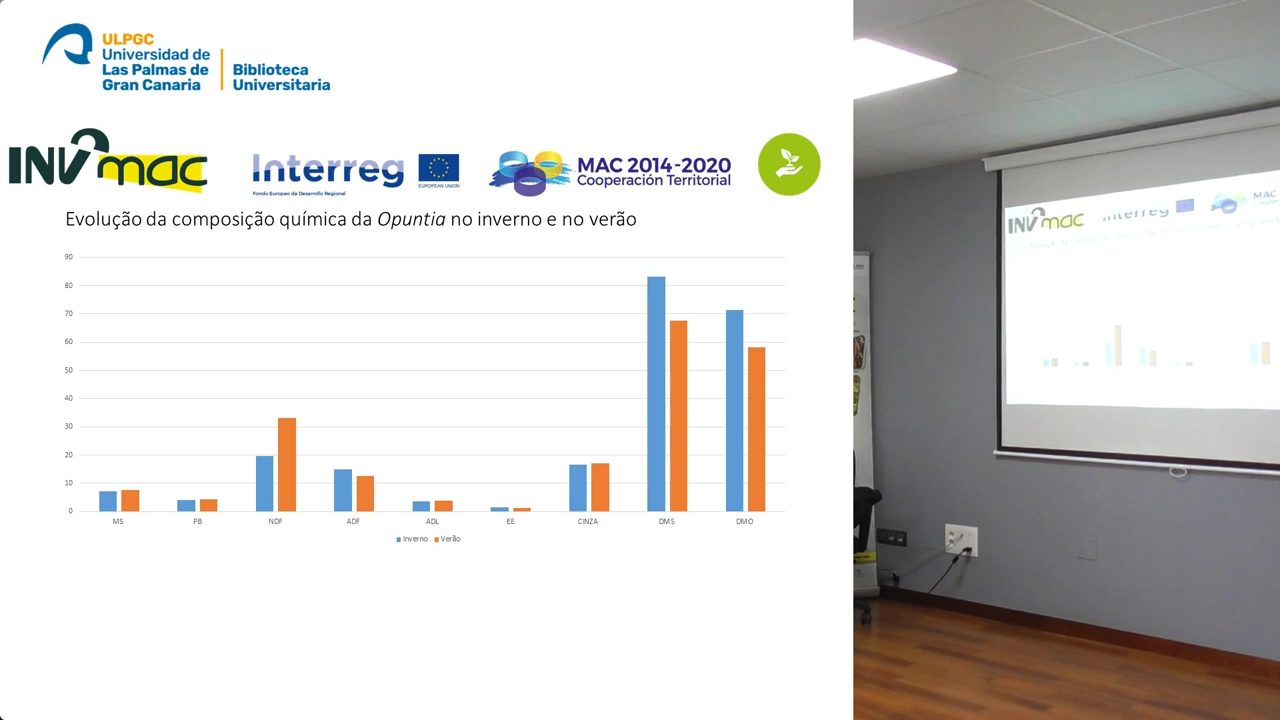 ULPGC
Universidad de
Las Palmas de
Gran Canaria
Biblioteca
Universitaria
INVmac
Interreg
EUROPEAN UNION
Fondo Europeo de Desarrollo Regional
MAC 2014-2020
Cooperación Territorial
Evolução da composição química da Opuntia no inverno e no verão
90
80
70
60
50
40
30
20
10
0
MS PB NDF ADF ADL EE CINZA DMS DMO
Inverno Verão
INVmac
Interreg
MAC